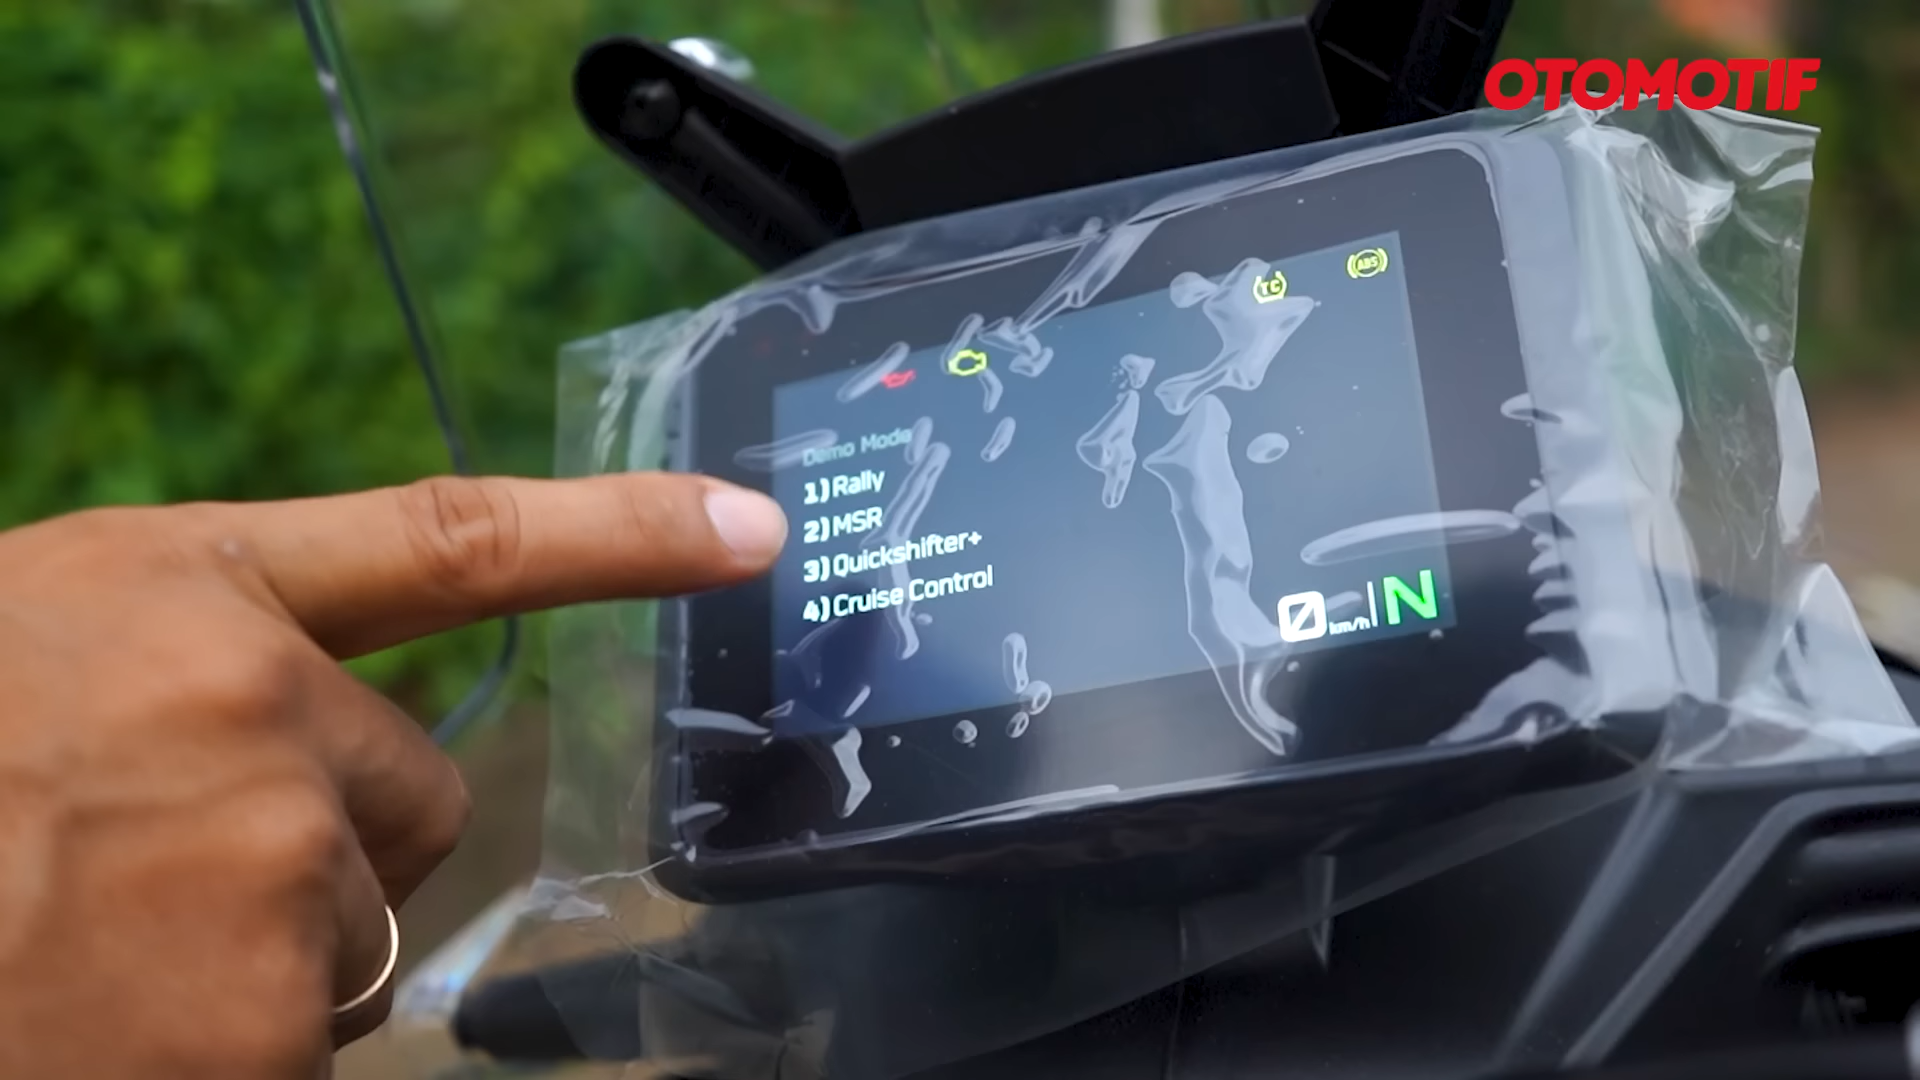 OTOMOTIF
TC
ABS
Demo Mode
1) Rally
2) MSR
3) Quickshifter+
4) Cruise Control
0 km/h N